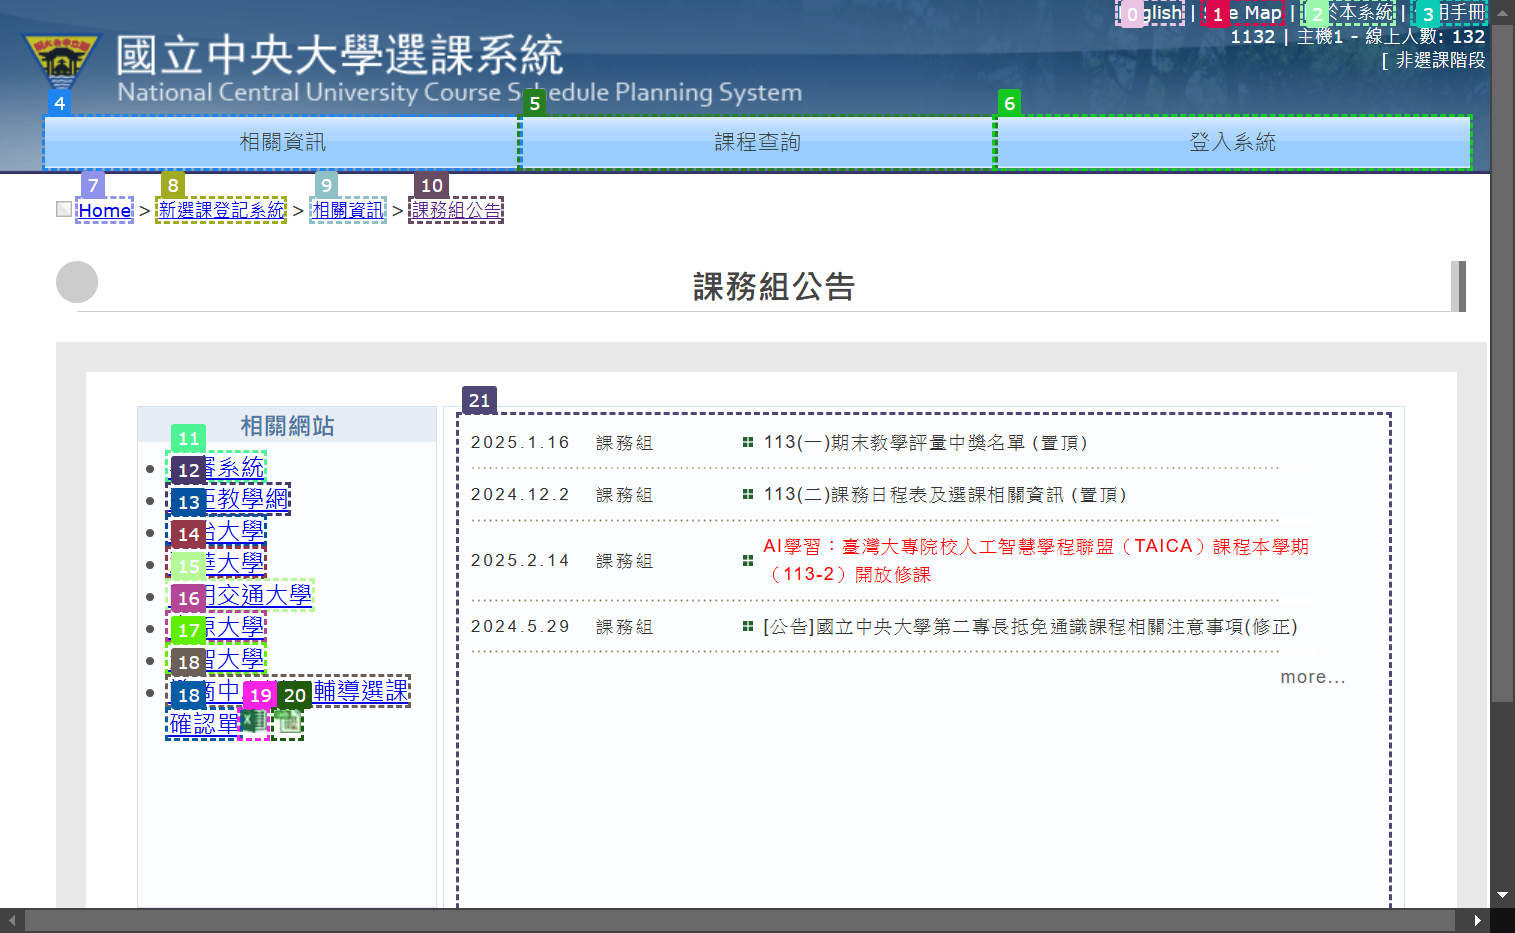 English | Site Map | 關於本系統 | 使用手冊
1132 | 主機1 - 線上人數: 132
[ 非選課階段
國立中央大學選課系統
National Central University Course Schedule Planning System
0
1
2
3
4
5
6
相關資訊
課程查詢
登入系統
7
8
9
10
Home > 新選課登記系統 > 相關資訊 > 課務組公告
課務組公告
21
相關網站
11
審系統
12
教學網
13
大學
14
大學
15
交通大學
16
大學
17
大學
18
輔導選課
18
19
20
確認單
2025.1.16 課務組 113(一)期末教學評量中獎名單 (置頂)
2024.12.2 課務組 113(二)課務日程表及選課相關資訊 (置頂)
2025.2.14 課務組 AI學習：臺灣大專院校人工智慧學程聯盟（TAICA）課程本學期
（113-2）開放修課
2024.5.29 課務組 [公告]國立中央大學第二專長抵免通識課程相關注意事項(修正)
more...